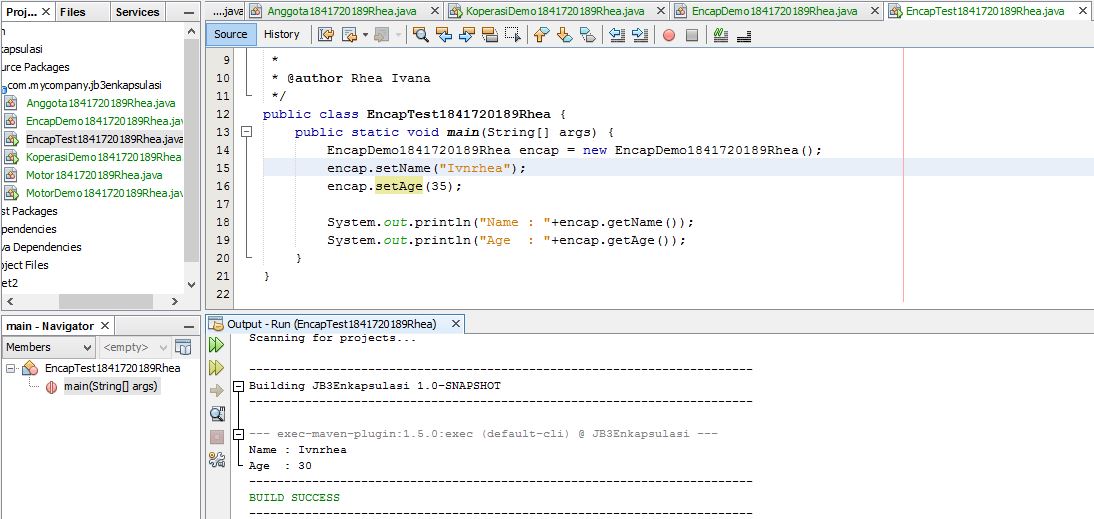 Proj... Files Services
....java Anggota1841720189Rhea.java KoperasiDemo1841720189Rhea.java EncapDemo1841720189Rhea.java EncapTest1841720189Rhea.java
Source History
kapsulasi
urce Packages
com.mycompany.jb3enkapsulasi
Anggota1841720189Rhea.java
EncapDemo1841720189Rhea.java
EncapTest1841720189Rhea.java
KoperasiDemo1841720189Rhea
Motor1841720189Rhea.java
MotorDemo1841720189Rhea.java
st Packages
pendencies
va Dependencies
oject Files
et2
9 *
10 * @author Rhea Ivana
11 */
12 public class EncapTest1841720189Rhea {
13 public static void main(String[] args) {
14 EncapDemo1841720189Rhea encap = new EncapDemo1841720189Rhea();
15 encap.setName("Ivnrhea");
16 encap.setAge(35);
17
18 System.out.println("Name : "+encap.getName());
19 System.out.println("Age  : "+encap.getAge());
20 }
21 }
22
main - Navigator
Members <empty>
EncapTest1841720189Rhea
main(String[] args)
Output - Run (EncapTest1841720189Rhea)
Scanning for projects...
------------------------------------------------------------------------
Building JB3Enkapsulasi 1.0-SNAPSHOT
------------------------------------------------------------------------
--- exec-maven-plugin:1.5.0:exec (default-cli) @ JB3Enkapsulasi ---
Name : Ivnrhea
Age  : 30
------------------------------------------------------------------------
BUILD SUCCESS
------------------------------------------------------------------------